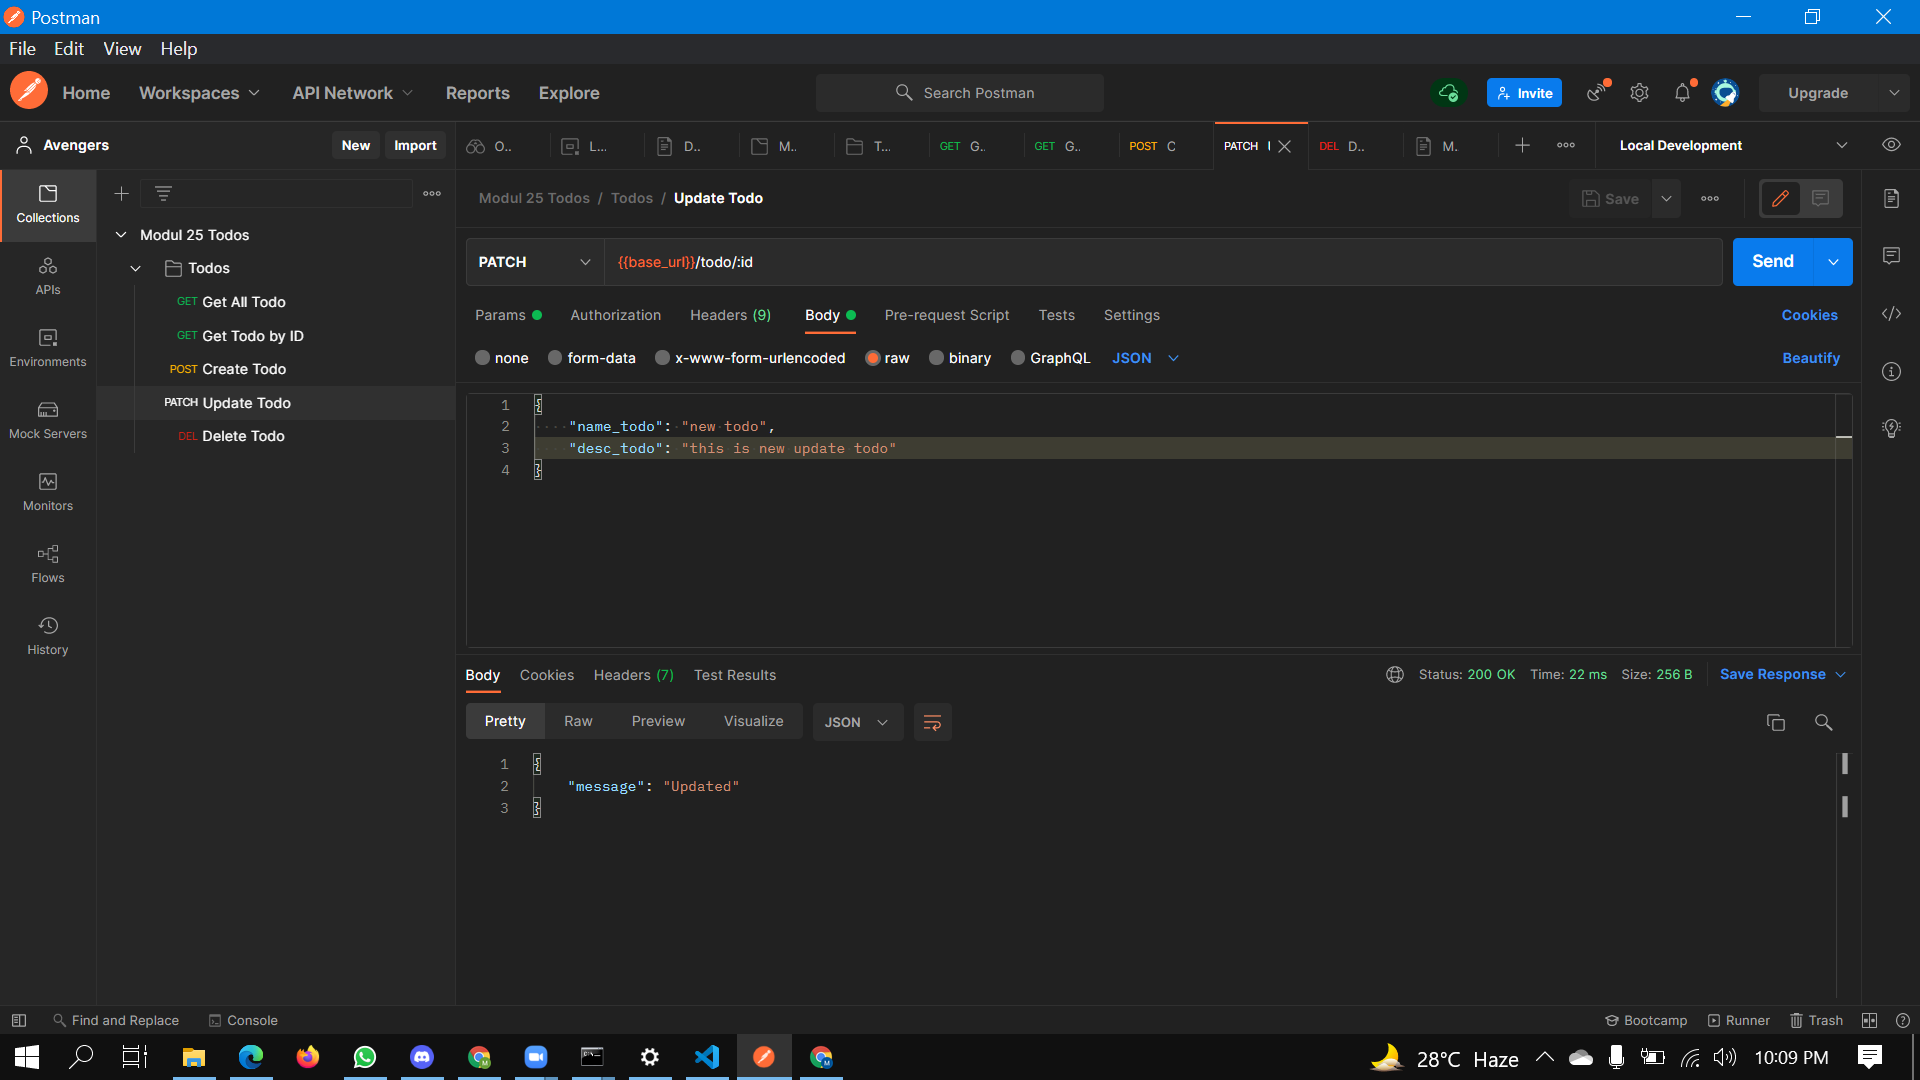 Postman
File Edit View Help
Home Workspaces API Network Reports Explore Search Postman Invite Upgrade
Avengers New Import O.. L... D.. M.. T... GET G.. GET G.. POST C PATCH DEL D.. M. Local Development
Collections
APIs
Environments
Mock Servers
Monitors
Flows
History
Modul 25 Todos
Todos
GET Get All Todo
GET Get Todo by ID
POST Create Todo
PATCH Update Todo
DEL Delete Todo
Modul 25 Todos / Todos / Update Todo Save
PATCH {{base_url}}/todo/:id Send
Params Authorization Headers (9) Body Pre-request Script Tests Settings Cookies
none form-data x-www-form-urlencoded raw binary GraphQL JSON Beautify
1 {
2 "name_todo": "new todo",
3 "desc_todo": "this is new update todo"
4 }
Body Cookies Headers (7) Test Results Status: 200 OK Time: 22 ms Size: 256 B Save Response
Pretty Raw Preview Visualize JSON
1 {
2 "message": "Updated"
3 }
Find and Replace Console Bootcamp Runner Trash
28°C Haze 10:09 PM